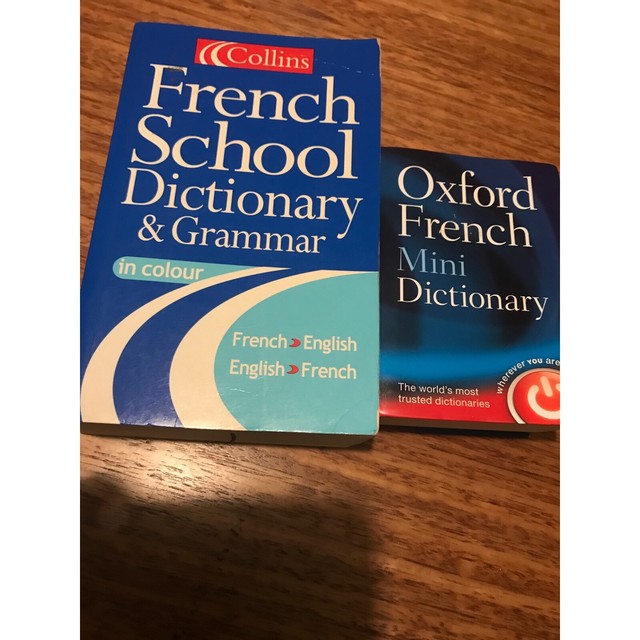 Collins
French
School
Dictionary
& Grammar
in colour
French > English
English > French
Oxford
French
Mini
Dictionary
The world's most
trusted dictionaries
wherever YOU are